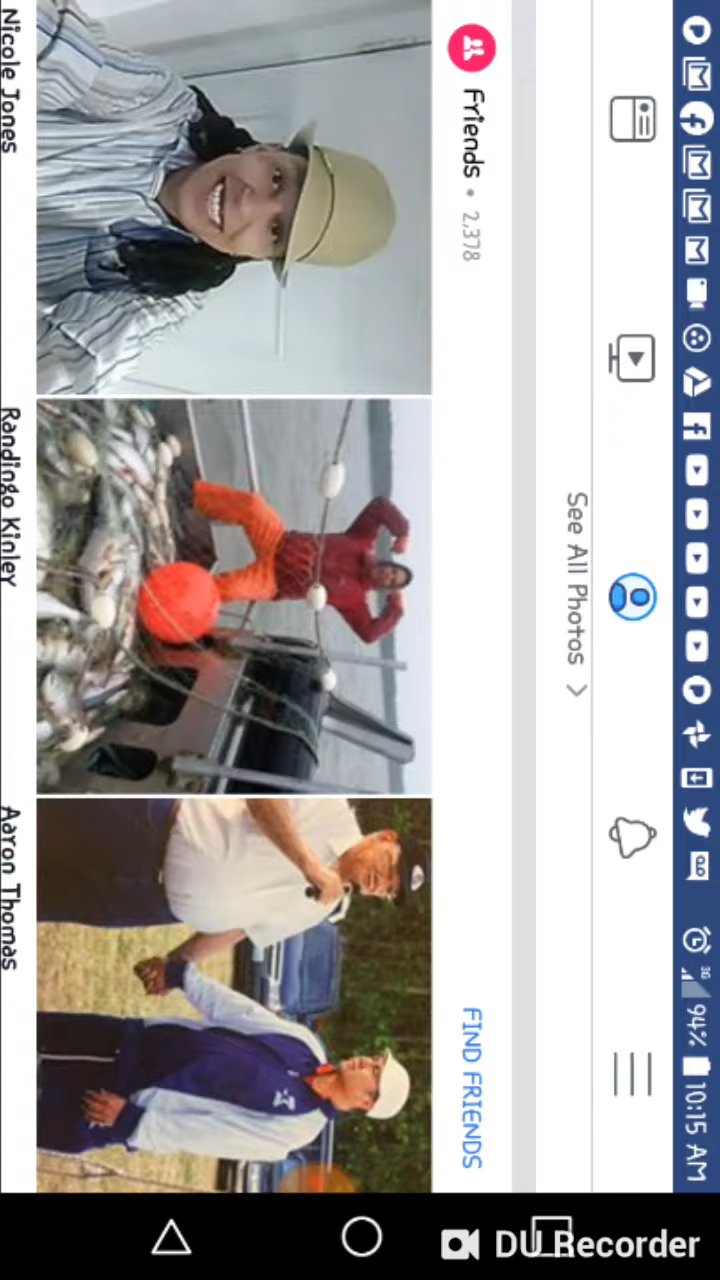 3G 94% 10:15 AM
See All Photos
Friends • 2,378 FIND FRIENDS
Nicole Jones Randingo Kinley Aaron Thomas
DU Recorder